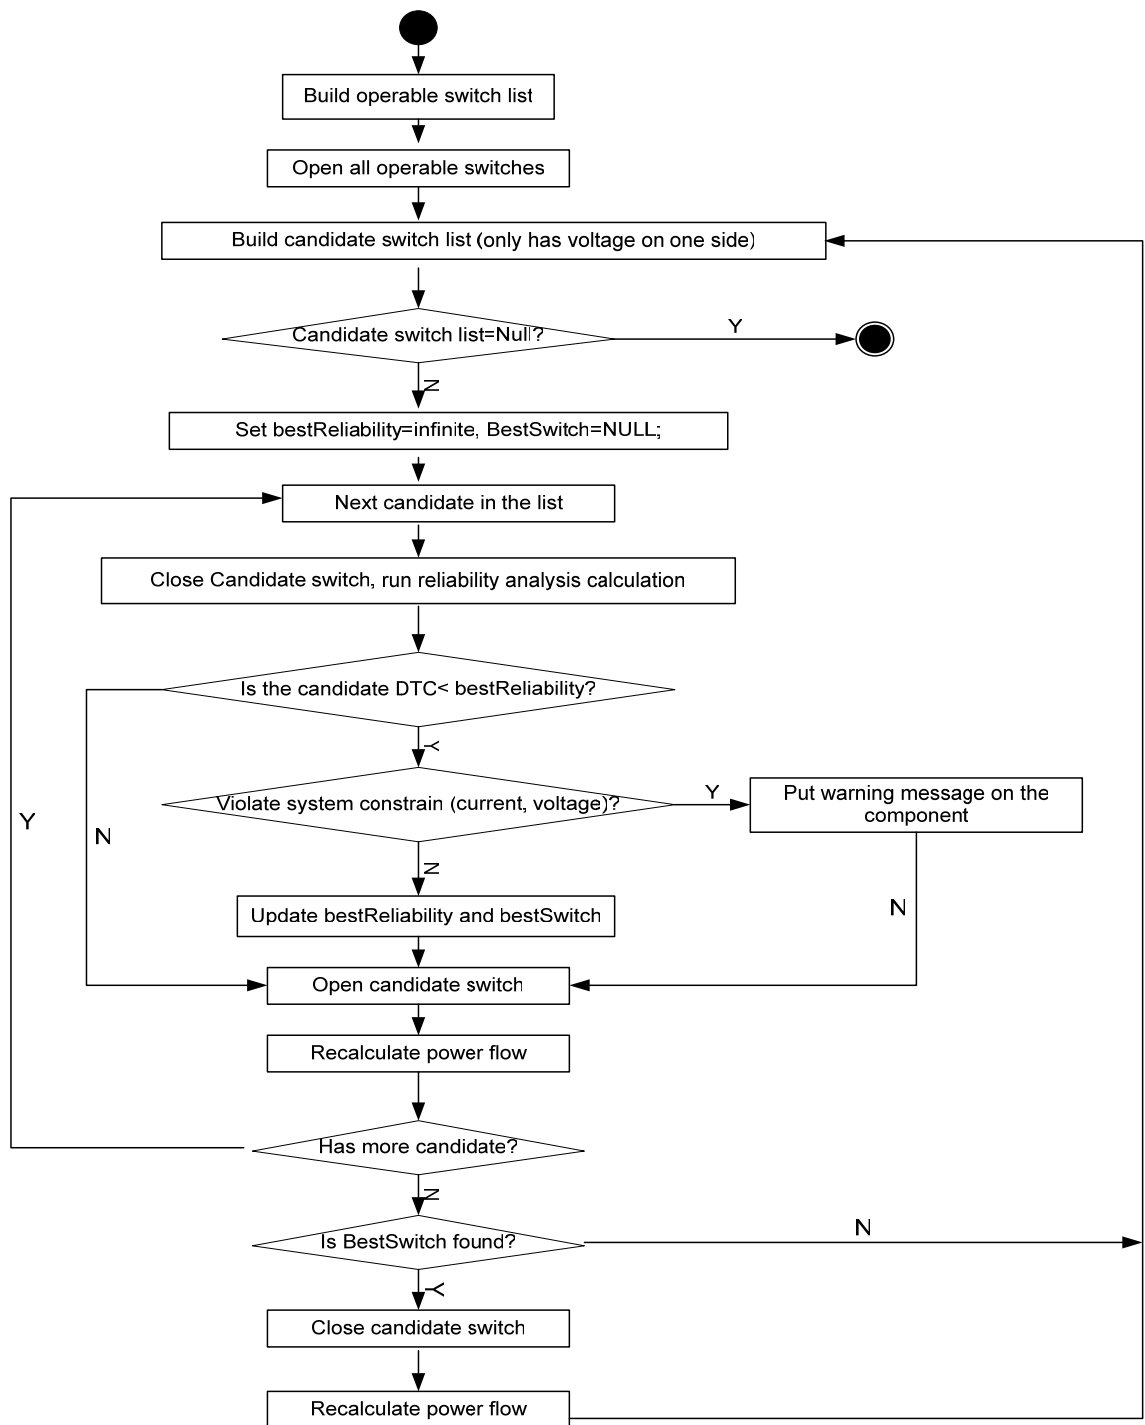 Build operable switch list
Open all operable switches
Build candidate switch list (only has voltage on one side)
Candidate switch list=Null?
Y
N
Set bestReliability=infinite, BestSwitch=NULL;
Next candidate in the list
Close Candidate switch, run reliability analysis calculation
Is the candidate DTC< bestReliability?
Y
Violate system constrain (current, voltage)?
Y
Put warning message on the
component
Y
N
N
Update bestReliability and bestSwitch
N
Open candidate switch
Recalculate power flow
Has more candidate?
N
Is BestSwitch found?
N
Y
Close candidate switch
Recalculate power flow